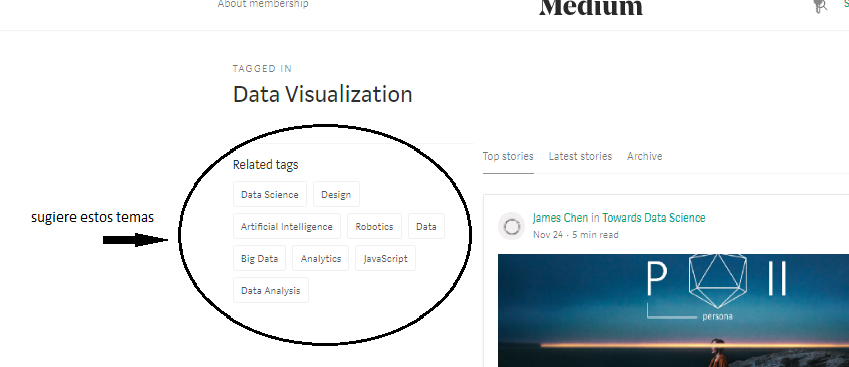 About membership
Medium
TAGGED IN
Data Visualization
Related tags
Data Science Design
Artificial Intelligence Robotics Data
Big Data Analytics JavaScript
Data Analysis
sugiere estos temas
Top stories Latest stories Archive
James Chen in Towards Data Science
Nov 24 · 5 min read
P II
persona